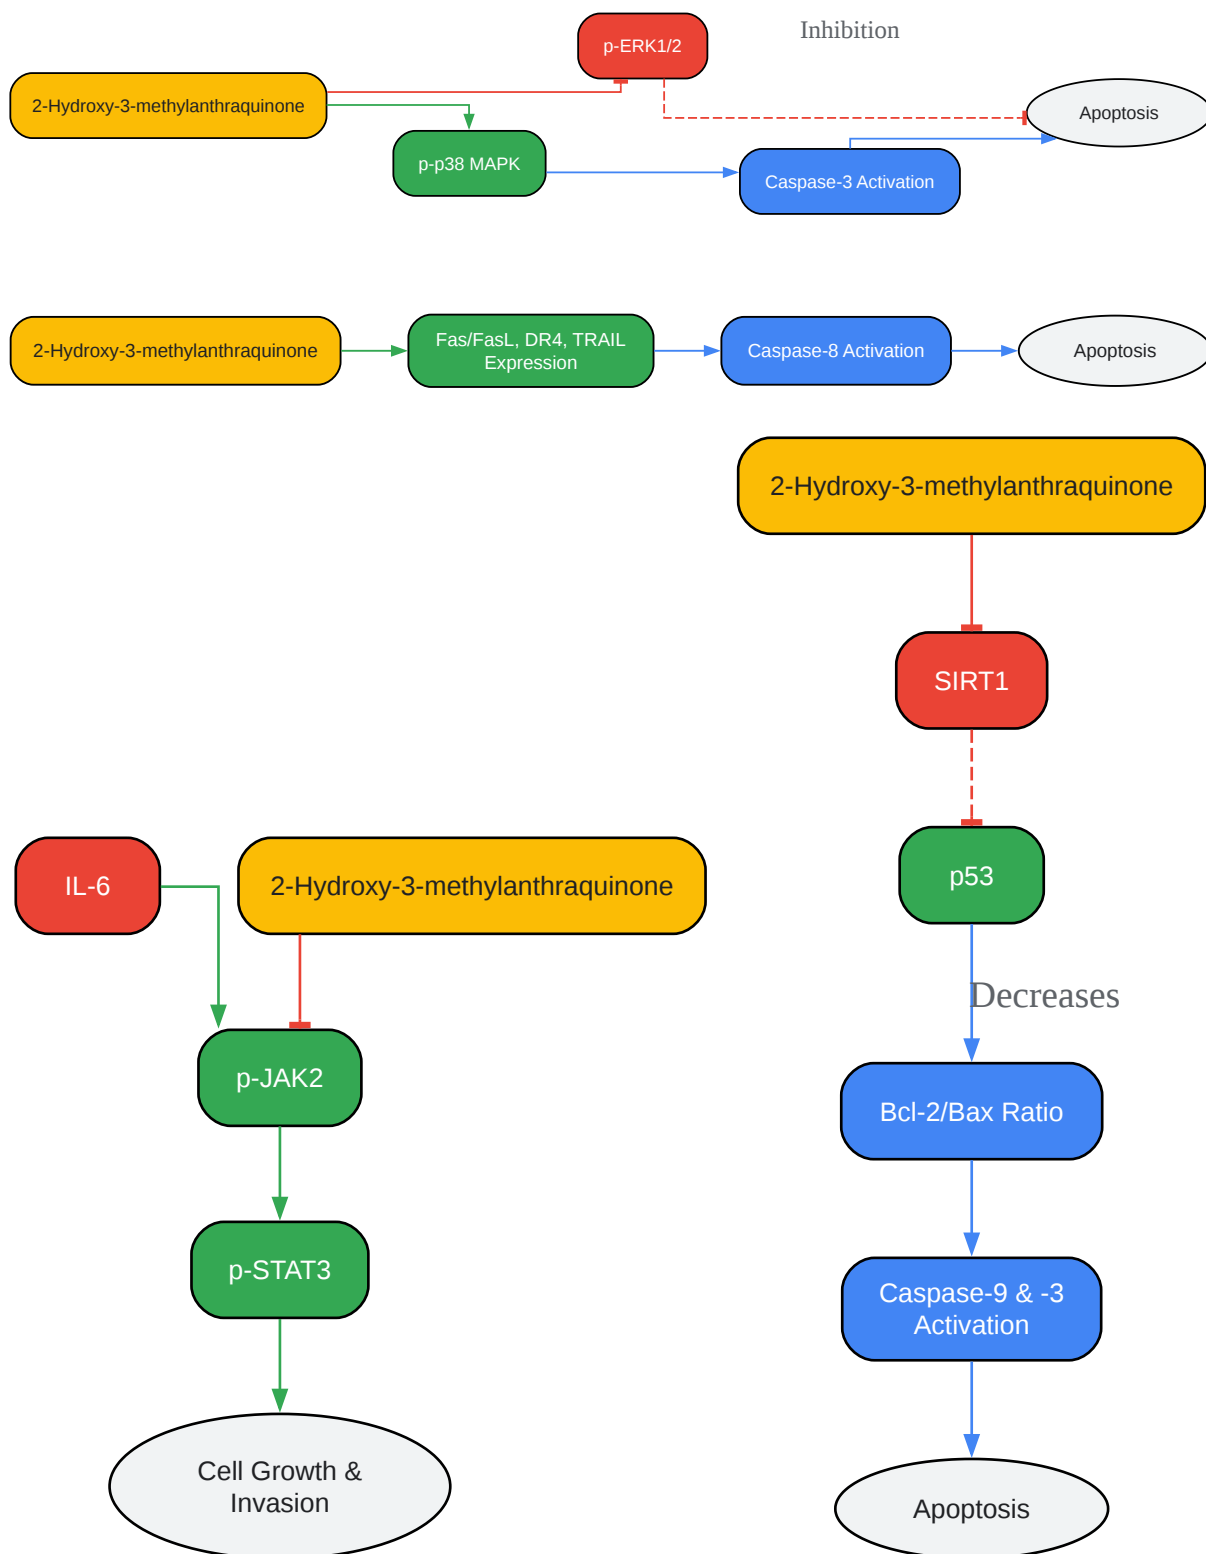 Inhibition
p-ERK1/2
2-Hydroxy-3-methylanthraquinone
Apoptosis
p-p38 MAPK
Caspase-3 Activation
2-Hydroxy-3-methylanthraquinone
Fas/FasL, DR4, TRAIL
Expression
Caspase-8 Activation
Apoptosis
2-Hydroxy-3-methylanthraquinone
SIRT1
p53
Decreases
Bcl-2/Bax Ratio
Caspase-9 & -3
Activation
Apoptosis
IL-6
2-Hydroxy-3-methylanthraquinone
p-JAK2
p-STAT3
Cell Growth &
Invasion